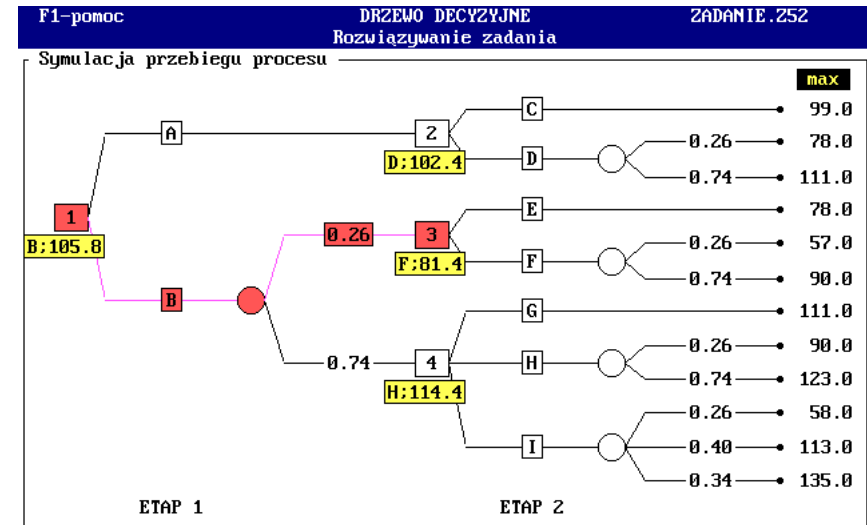 F1-pomoc DRZEWO DECYZYJNE ZADANIE.Z52
Rozwiązywanie zadania
Symulacja przebiegu procesu
max
C 99.0
A 2 0.26 78.0
D;102.4 D
0.74 111.0
1 E 78.0
B;105.8 0.26 3 0.26 57.0
F;81.4 F
0.74 90.0
B G 111.0
0.26 90.0
0.74 4 H
0.74 123.0
H;114.4
0.26 58.0
I 0.40 113.0
0.34 135.0
ETAP 1 ETAP 2